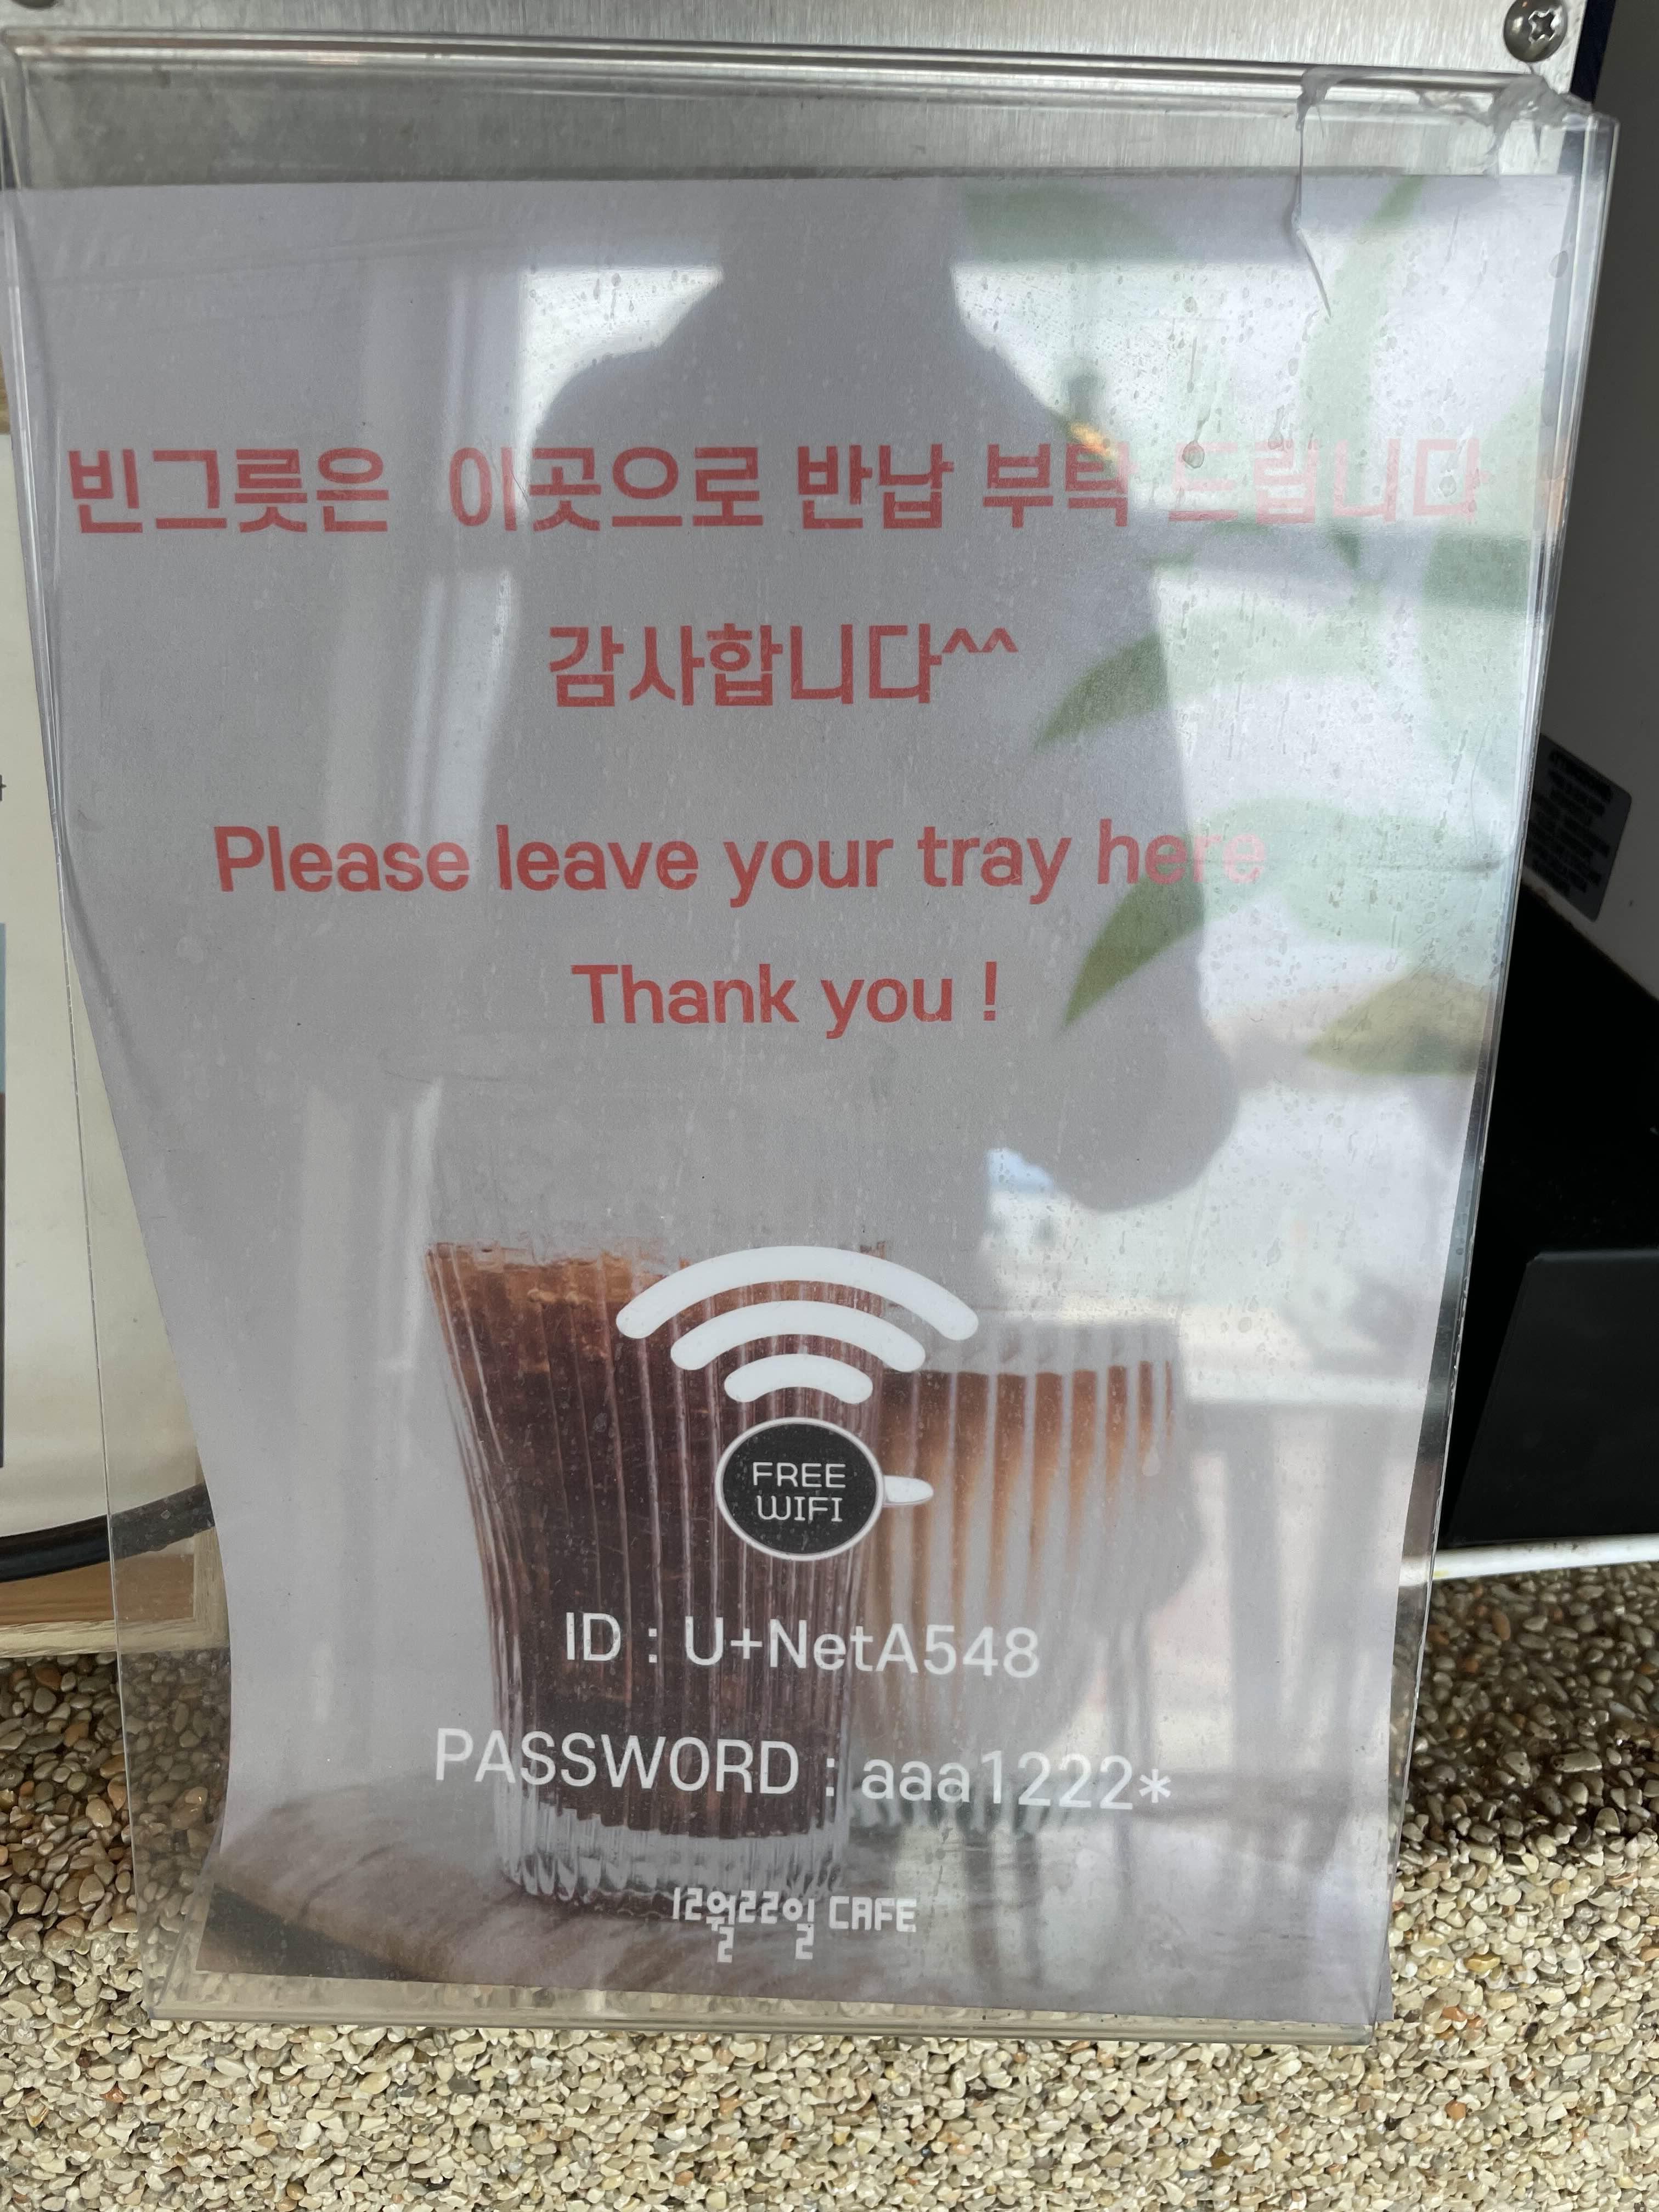 빈그릇은 이곳으로 반납 부탁 드립니다
감사합니다^^
Please leave your tray here
Thank you !
FREE
WIFI
ID : U+NetA548
PASSWORD : aaa1222*
12월22일 CAFE